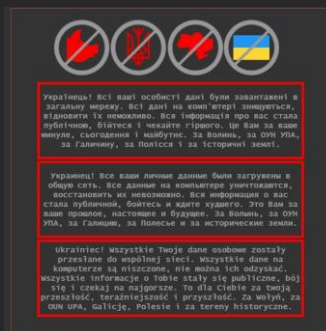 Українець! Всі ваші особисті дані були завантажені в
загальну мережу. Всі дані на комп'ютері знищуються,
відновити їх неможливо. Вся інформація про вас стала
публічною, бійтеся і чекайте гіршого. Це Вам за ваше
минуле, сьогодення і майбутнє. За Волинь, за ОУН УПА,
за Галичину, за Полісся і за історичні землі.
Украинец! Все ваши личные данные были загружены в
общую сеть. Все данные на компьютере уничтожаются,
восстановить их невозможно. Вся информация о вас
стала публичной, бойтесь и ждите худшего. Это Вам за
ваше прошлое, настоящее и будущее. За Волынь, за ОУН
УПА, за Галицию, за Полесье и за исторические земли.
Ukrainiec! Wszystkie Twoje dane osobowe zostały
przesłane do wspólnej sieci. Wszystkie dane na
komputerze są niszczone, nie można ich odzyskać.
Wszystkie informacje o Tobie stały się publiczne, bój
się i czekaj na najgorsze. To dla Ciebie za twoją
przeszłość, teraźniejszość i przyszłość. Za Wołyń, za
OUN UPA, Galicję, Polesie i za tereny historyczne.